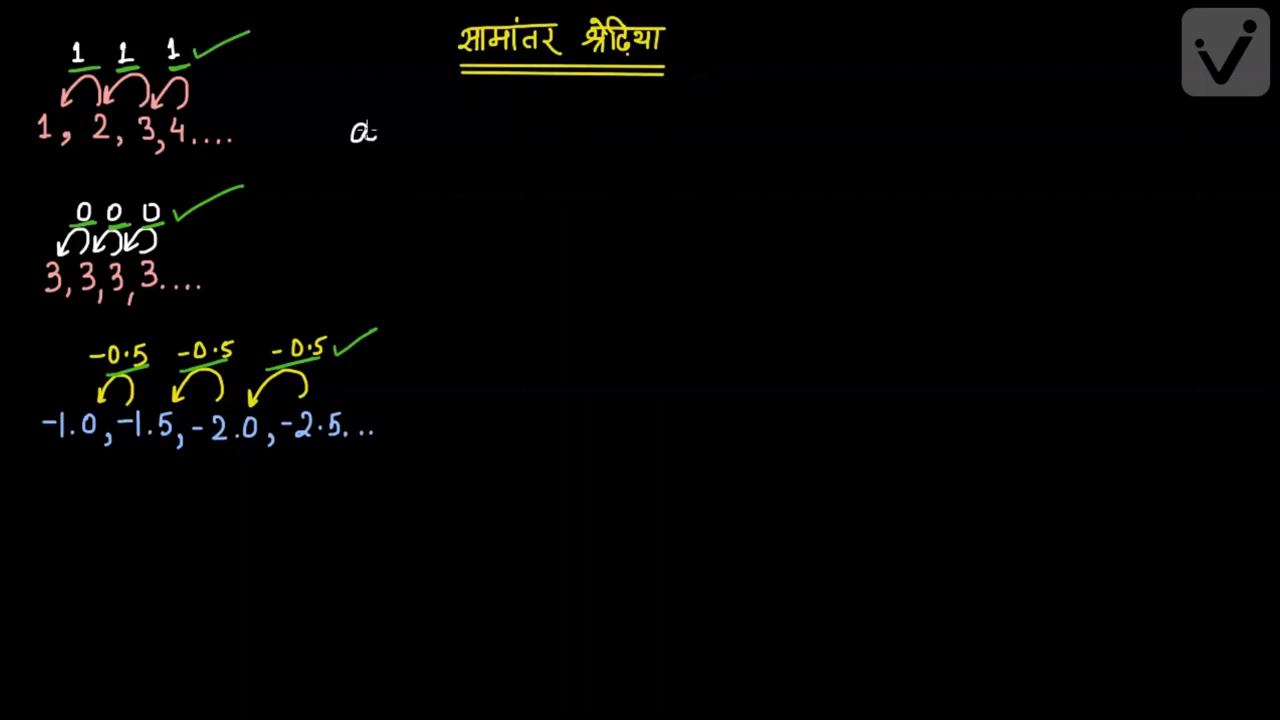 सामांतर श्रेढ़िया
1 1 1
1, 2, 3, 4....
a
0 0 0
3, 3, 3, 3....
-0.5 -0.5 -0.5
-1.0, -1.5, -2.0, -2.5...